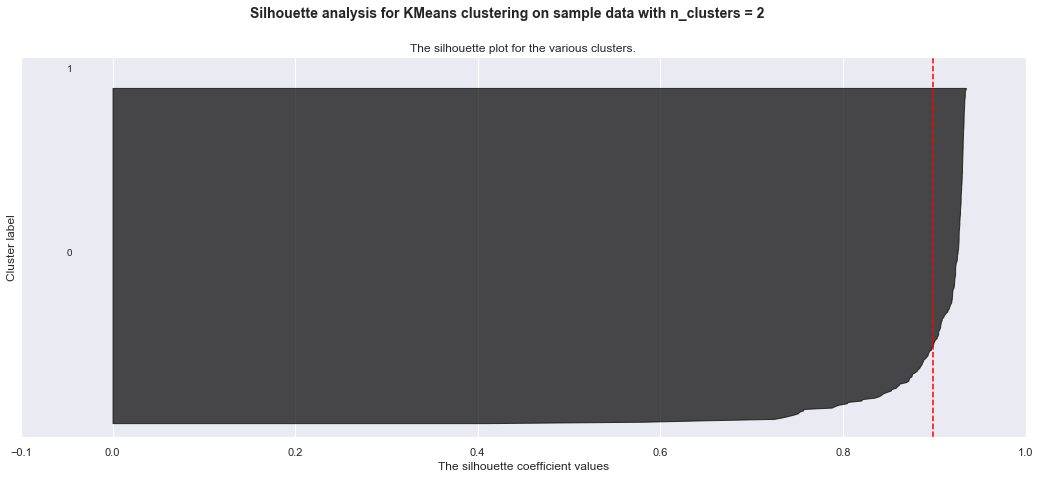 Silhouette analysis for KMeans clustering on sample data with n_clusters = 2
The silhouette plot for the various clusters.
1
0
Cluster label
−0.1 0.0 0.2 0.4 0.6 0.8 1.0
The silhouette coefficient values